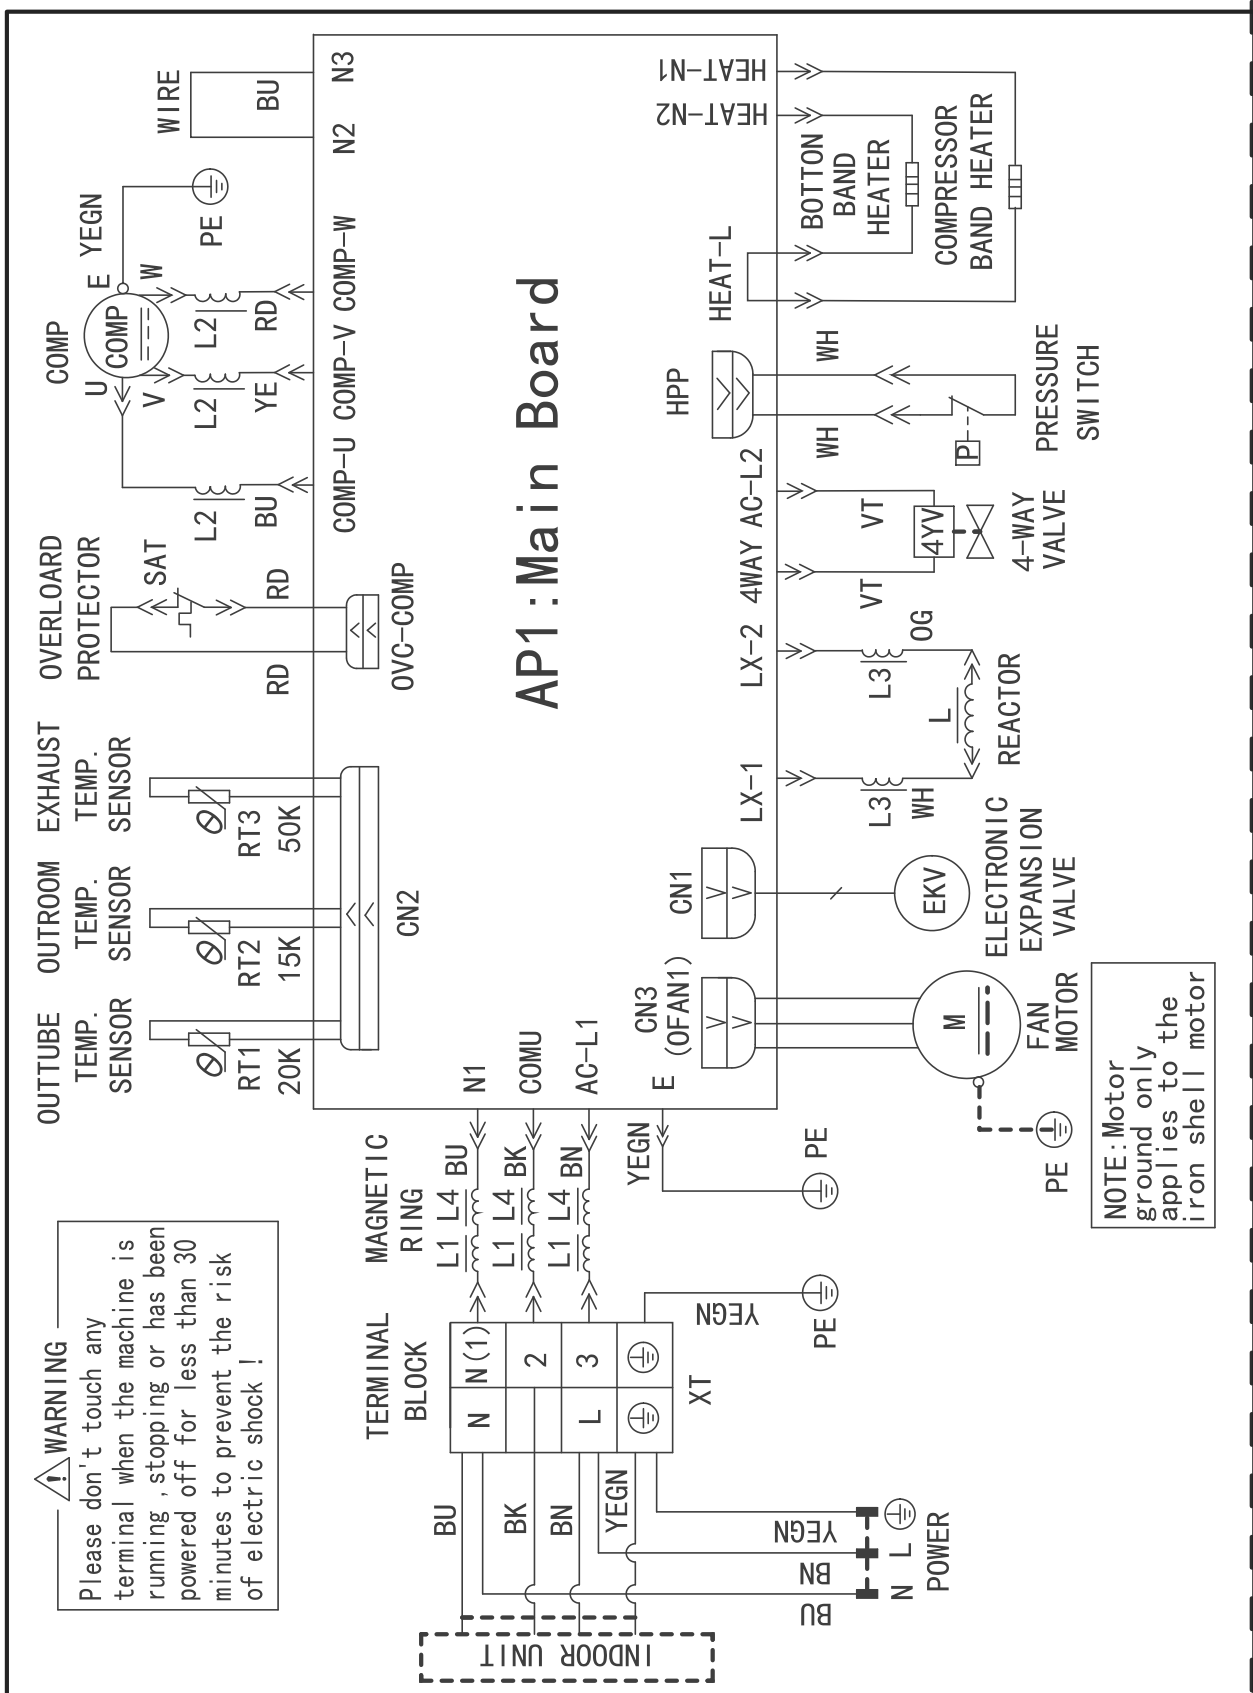 WARNING
Please don't touch any
terminal when the machine is
running ,stopping or has been
powered off for less than 30
minutes to prevent the risk
of electric shock !
OUTTUBE
TEMP.
SENSOR
RT1
20K
OUTROOM
TEMP.
SENSOR
RT2
15K
EXHAUST
TEMP.
SENSOR
RT3
50K
CN2
OVERLOARD
PROTECTOR
SAT
RD
RD
OVC-COMP
COMP
COMP
U
V
W
E
YEGN
PE
L2
BU
L2
YE
L2
RD
COMP-U
COMP-V
COMP-W
WIRE
BU
N2
N3
AP1:Main Board
INDOOR UNIT
BU
BK
BN
YEGN
TERMINAL
BLOCK
N
N(1)
2
L
3
XT
MAGNETIC
RING
L1
L4
BU
L1
L4
BK
L1
L4
BN
N1
COMU
AC-L1
E
YEGN
PE
YEGN
PE
BU
BN
YEGN
N
L
POWER
CN3
(OFAN1)
M
FAN
MOTOR
PE
CN1
EKV
ELECTRONIC
EXPANSION
VALVE
LX-1
L3
WH
L
REACTOR
LX-2
L3
OG
4WAY
AC-L2
VT
VT
4YV
4-WAY
VALVE
HPP
WH
WH
P
PRESSURE
SWITCH
HEAT-L
HEAT-N2
HEAT-N1
BOTTON
BAND
HEATER
COMPRESSOR
BAND HEATER
NOTE:Motor
ground only
applies to the
iron shell motor